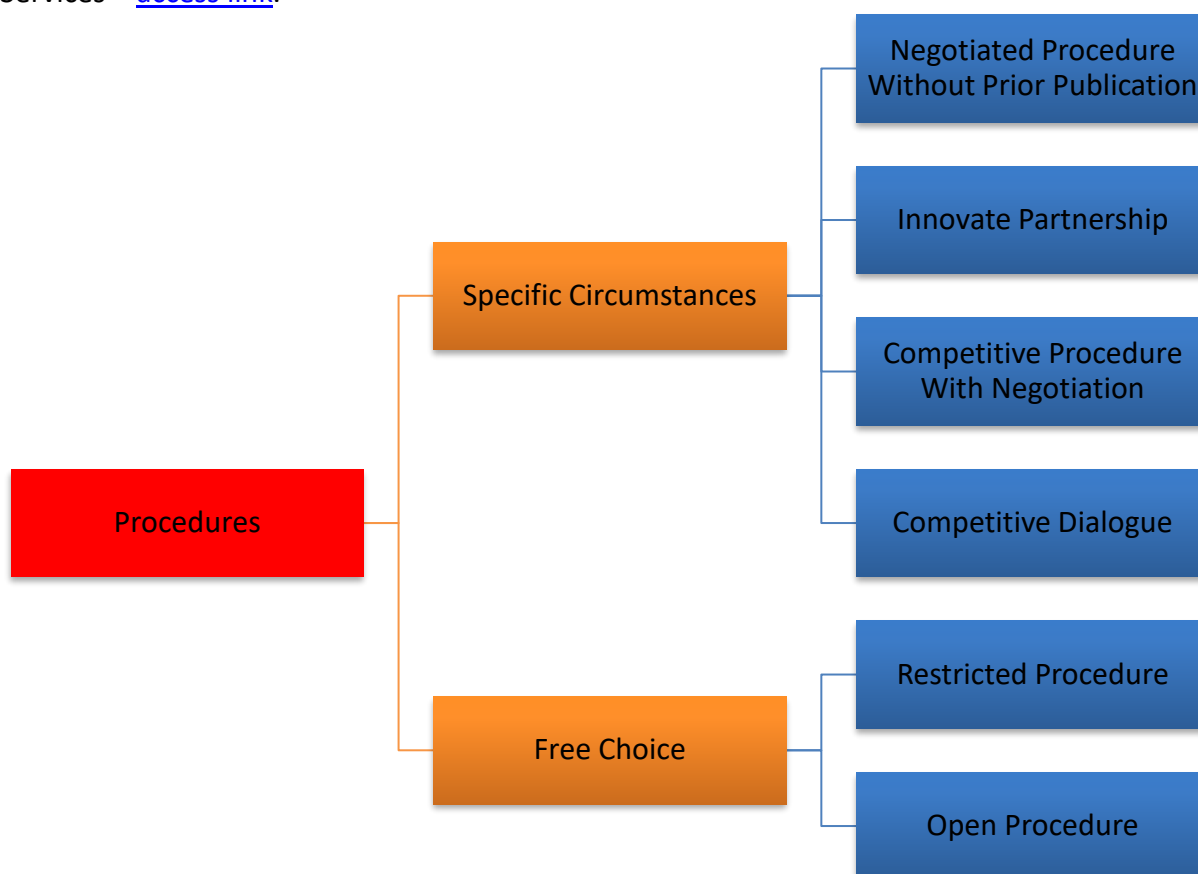 Negotiated Procedure
Without Prior Publication
Innovate Partnership
Specific Circumstances
Competitive Procedure
With Negotiation
Procedures
Competitive Dialogue
Restricted Procedure
Free Choice
Open Procedure